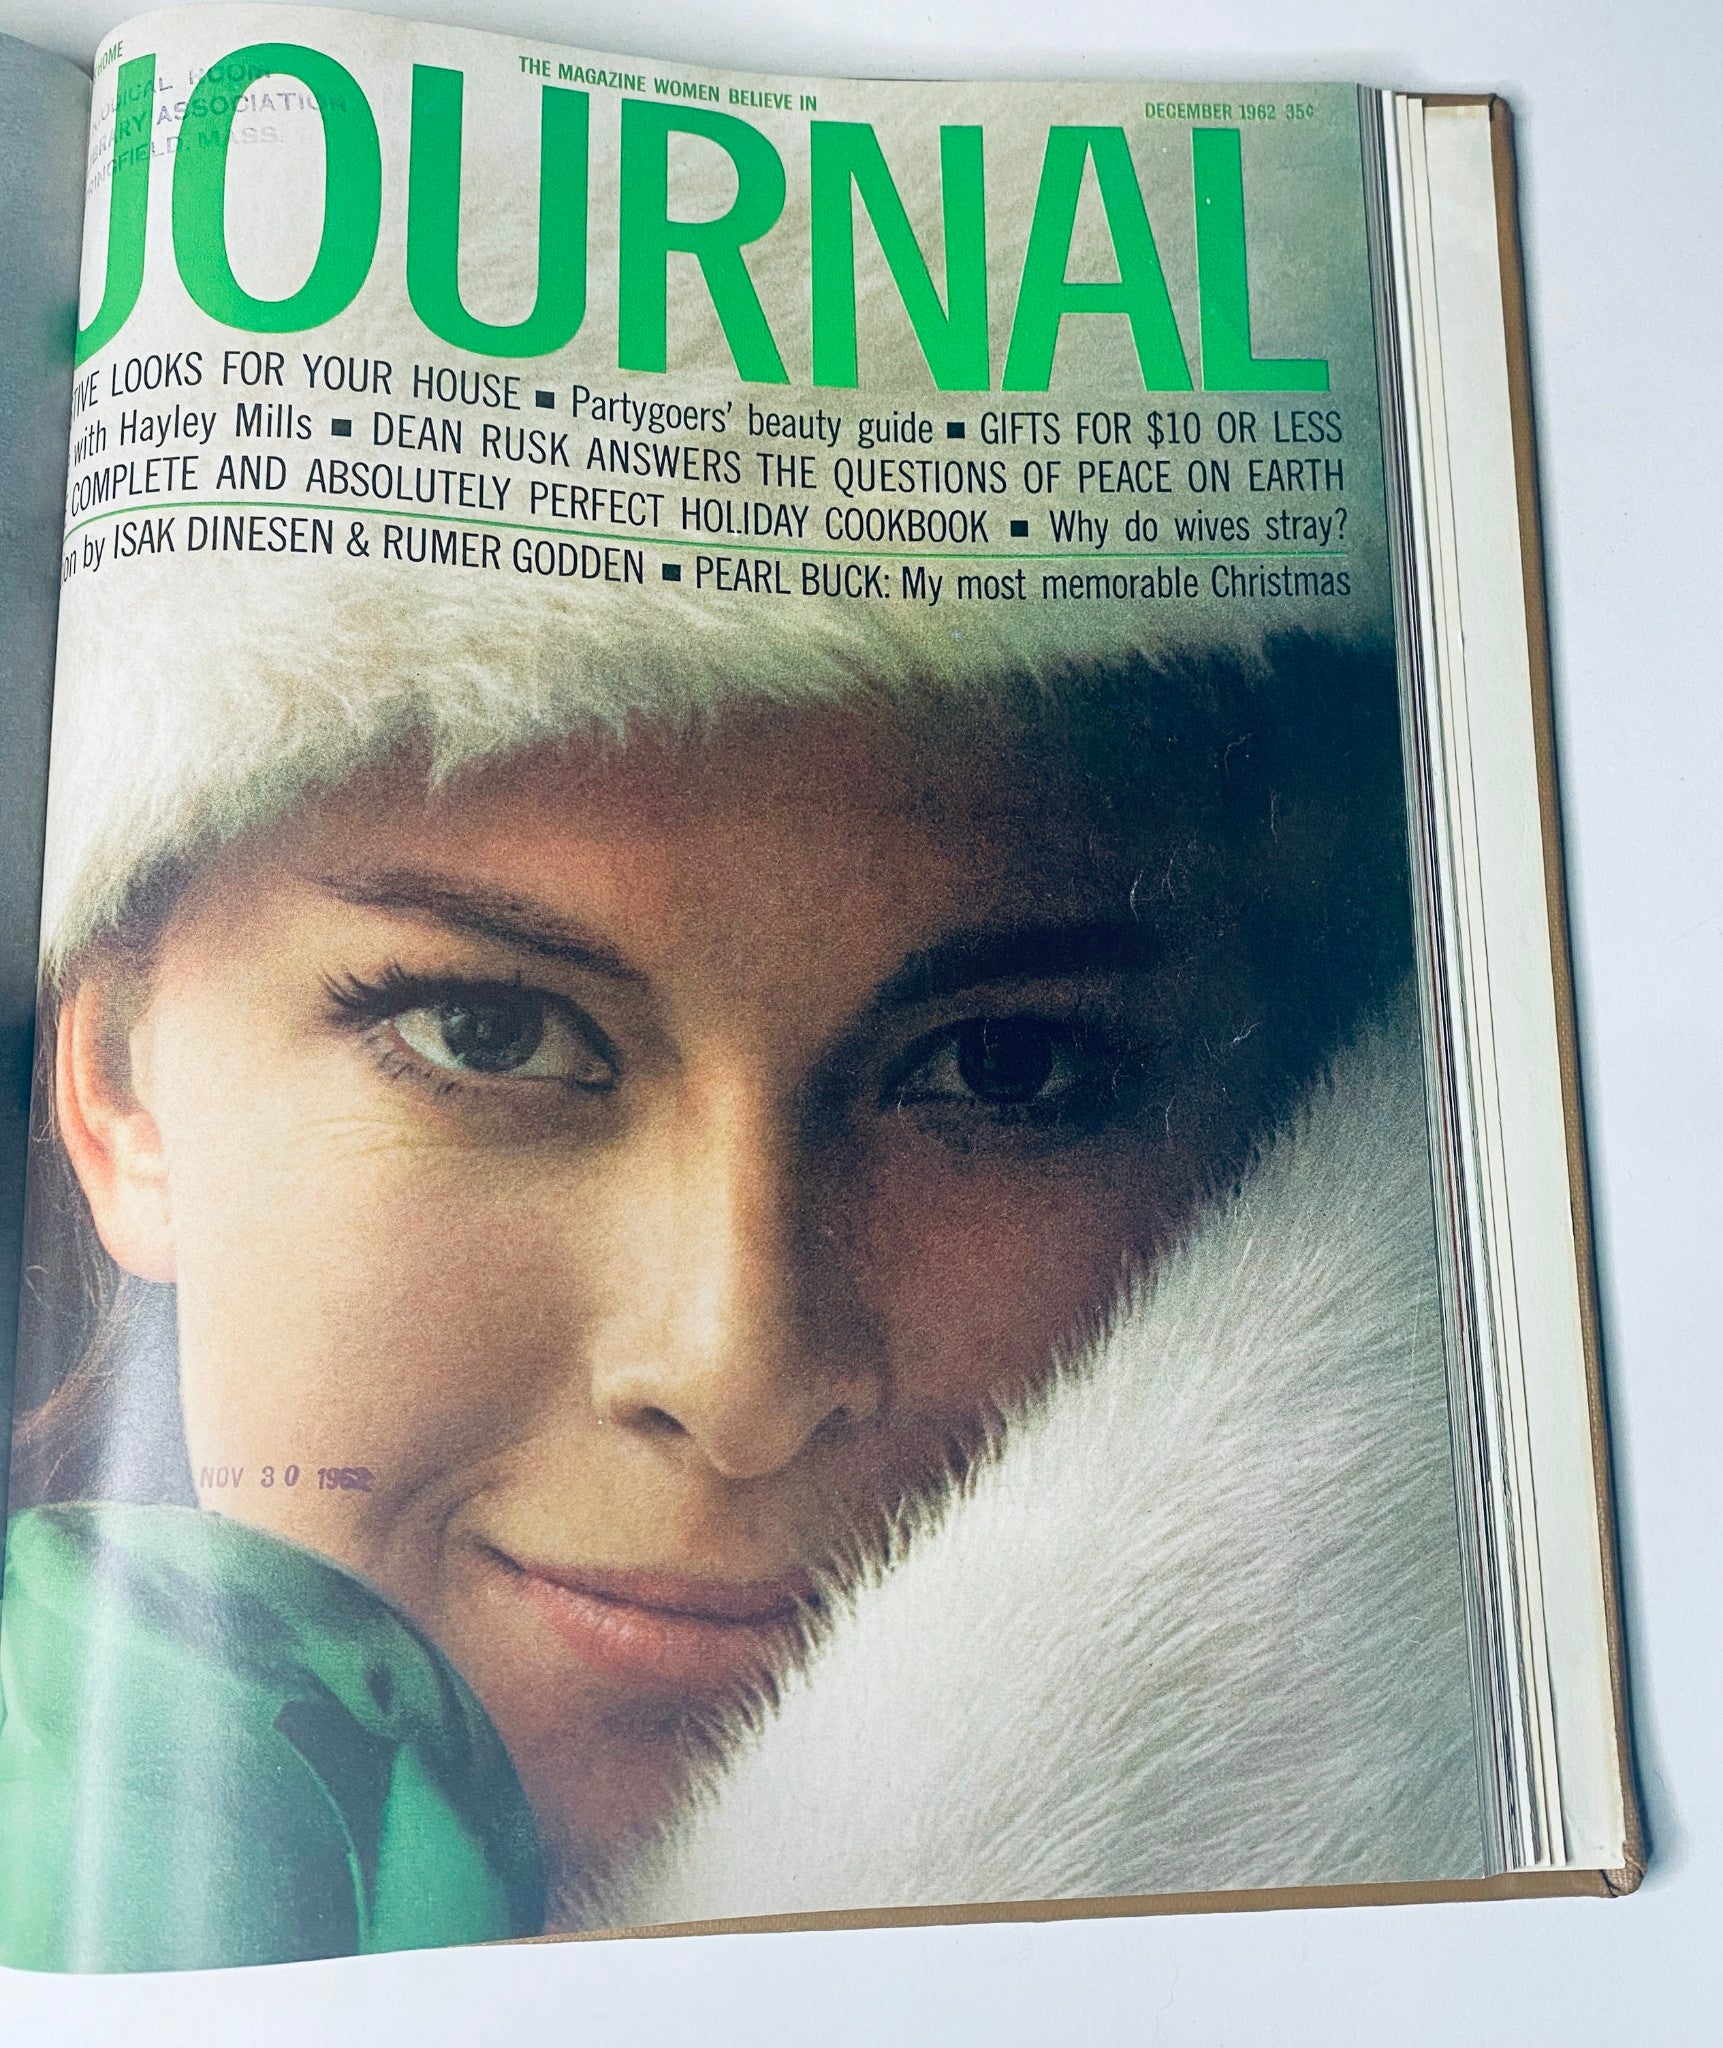 HOME
THE MAGAZINE WOMEN BELIEVE IN
DECEMBER 1962 35¢
JOURNAL
ROOM
ASSOCIATION
MASS.
TIVE LOOKS FOR YOUR HOUSE ■ Partygoers' beauty guide ■ GIFTS FOR $10 OR LESS
with Hayley Mills ■ DEAN RUSK ANSWERS THE QUESTIONS OF PEACE ON EARTH
COMPLETE AND ABSOLUTELY PERFECT HOLIDAY COOKBOOK ■ Why do wives stray?
on by ISAK DINESEN & RUMER GODDEN ■ PEARL BUCK: My most memorable Christmas
NOV 30 1962